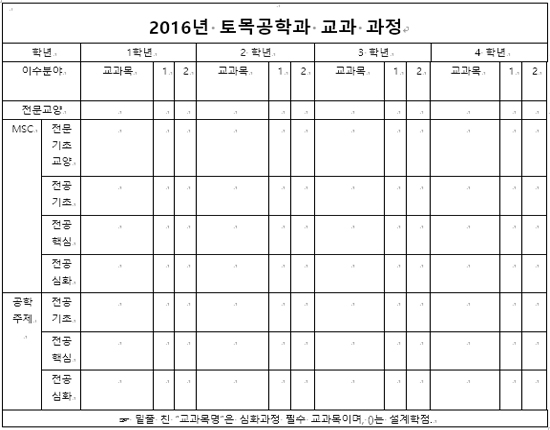 2016년 토목공학과 교과 과정
학년 1학년 2 학년 3 학년 4 학년
이수분야 교과목 1 2 교과목 1 2 교과목 1 2 교과목 1 2
전문교양
MSC 전문
기초
교양
전공
기초
전공
핵심
전공
심화
공학 전공
주제 기초
전공
핵심
전공
심화
☞ 밑줄 친 “교과목명”은 심화과정 필수 교과목이며, ()는 설계학점.